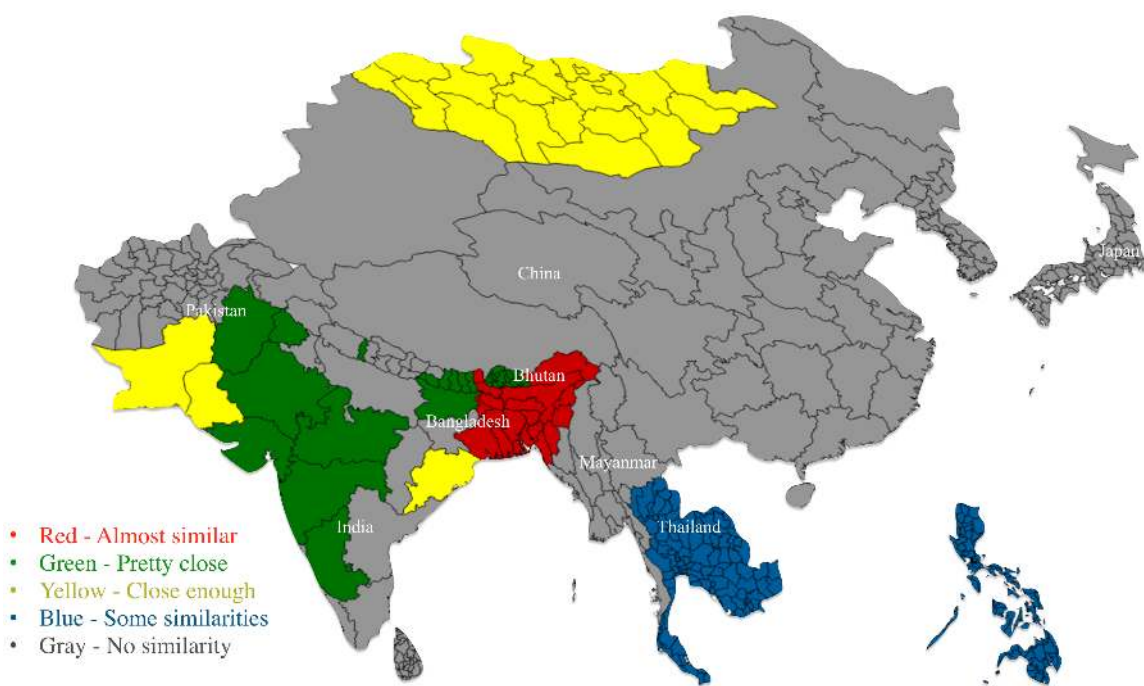 China
Japan
Pakistan
Bhutan
Bangladesh
Mayanmar
India
Thailand
• Red - Almost similar
• Green - Pretty close
• Yellow - Close enough
• Blue - Some similarities
• Gray - No similarity